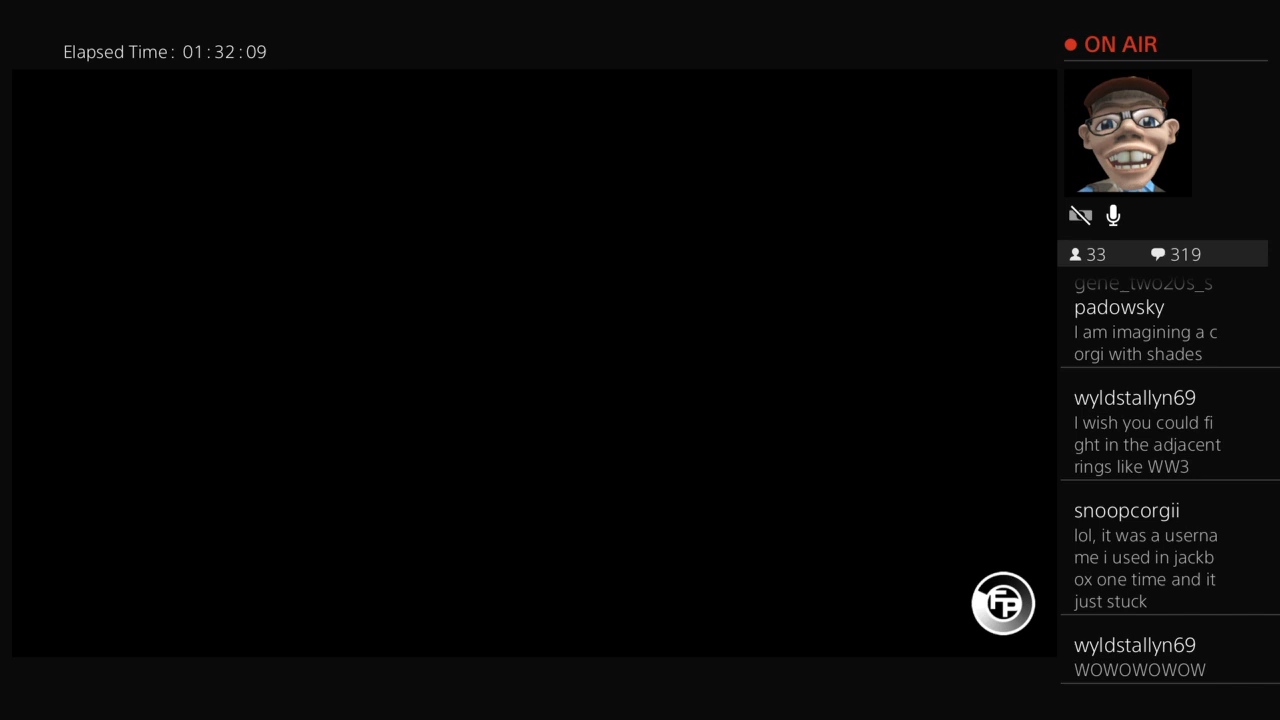 Elapsed Time: 01:32:09
ON AIR
33 319
gene_two20s_s
padowsky
I am imagining a c
orgi with shades
wyldstallyn69
I wish you could fi
ght in the adjacent
rings like WW3
snoopcorgii
lol, it was a userna
me i used in jackb
ox one time and it
just stuck
FP
wyldstallyn69
WOWOWOWOW